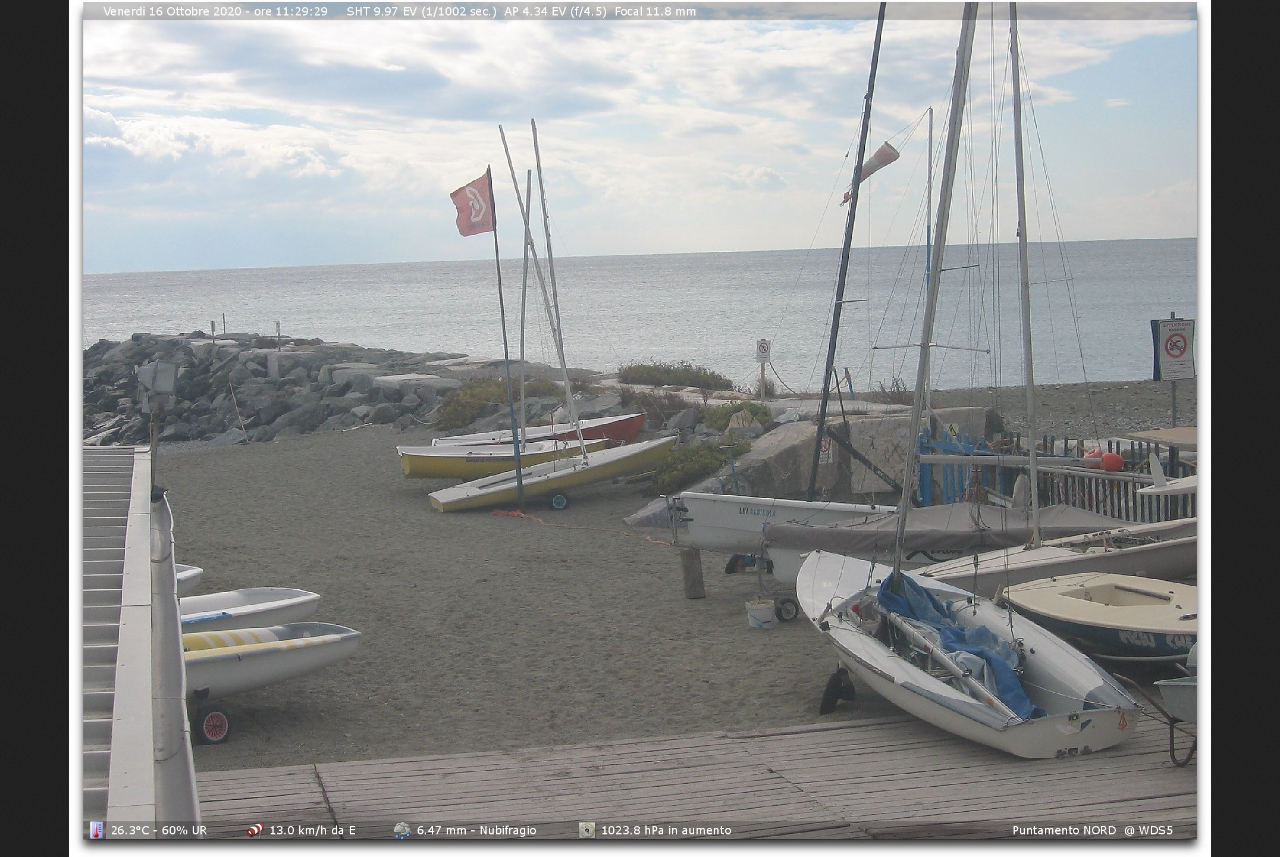 Venerdi 16 Ottobre 2020 - ore 11:29:29 SHT 9.97 EV (1/1002 sec.) AP 4.34 EV (f/4.5) Focal 11.8 mm
26.3°C - 60% UR 13.0 km/h da E 6.47 mm - Nubifragio 1023.8 hPa in aumento Puntamento NORD @ WDS5